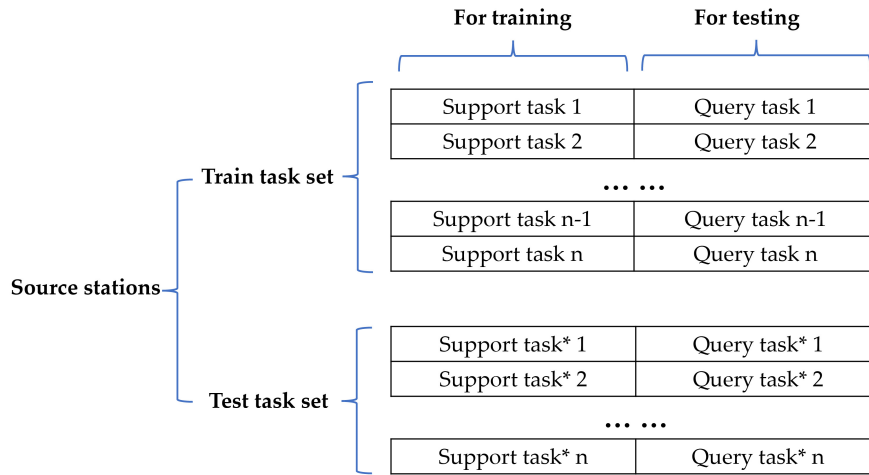 For training For testing
Support task 1 Query task 1
Support task 2 Query task 2
... ...
Train task set
Support task n-1 Query task n-1
Support task n Query task n
Source stations
Support task* 1 Query task* 1
Support task* 2 Query task* 2
Test task set
... ...
Support task* n Query task* n